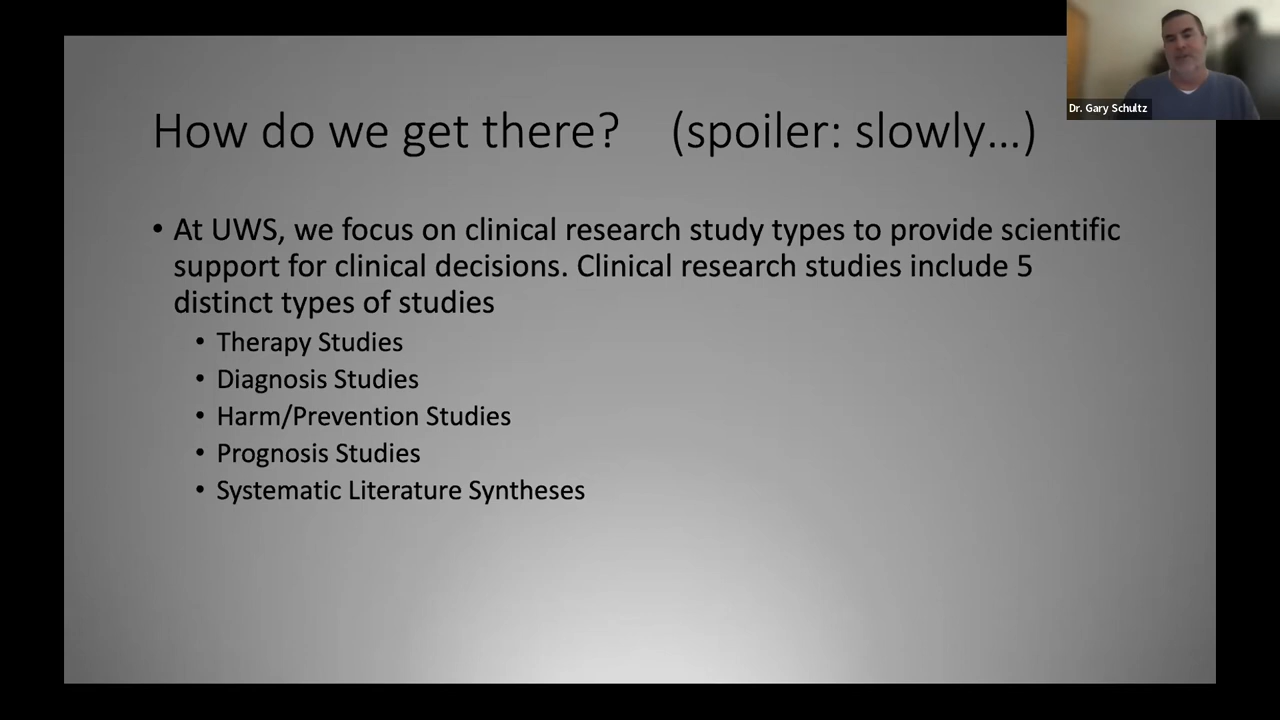 How do we get there? (spoiler: slowly...)
• At UWS, we focus on clinical research study types to provide scientific
support for clinical decisions. Clinical research studies include 5
distinct types of studies
• Therapy Studies
• Diagnosis Studies
• Harm/Prevention Studies
• Prognosis Studies
• Systematic Literature Syntheses
Dr. Gary Schultz